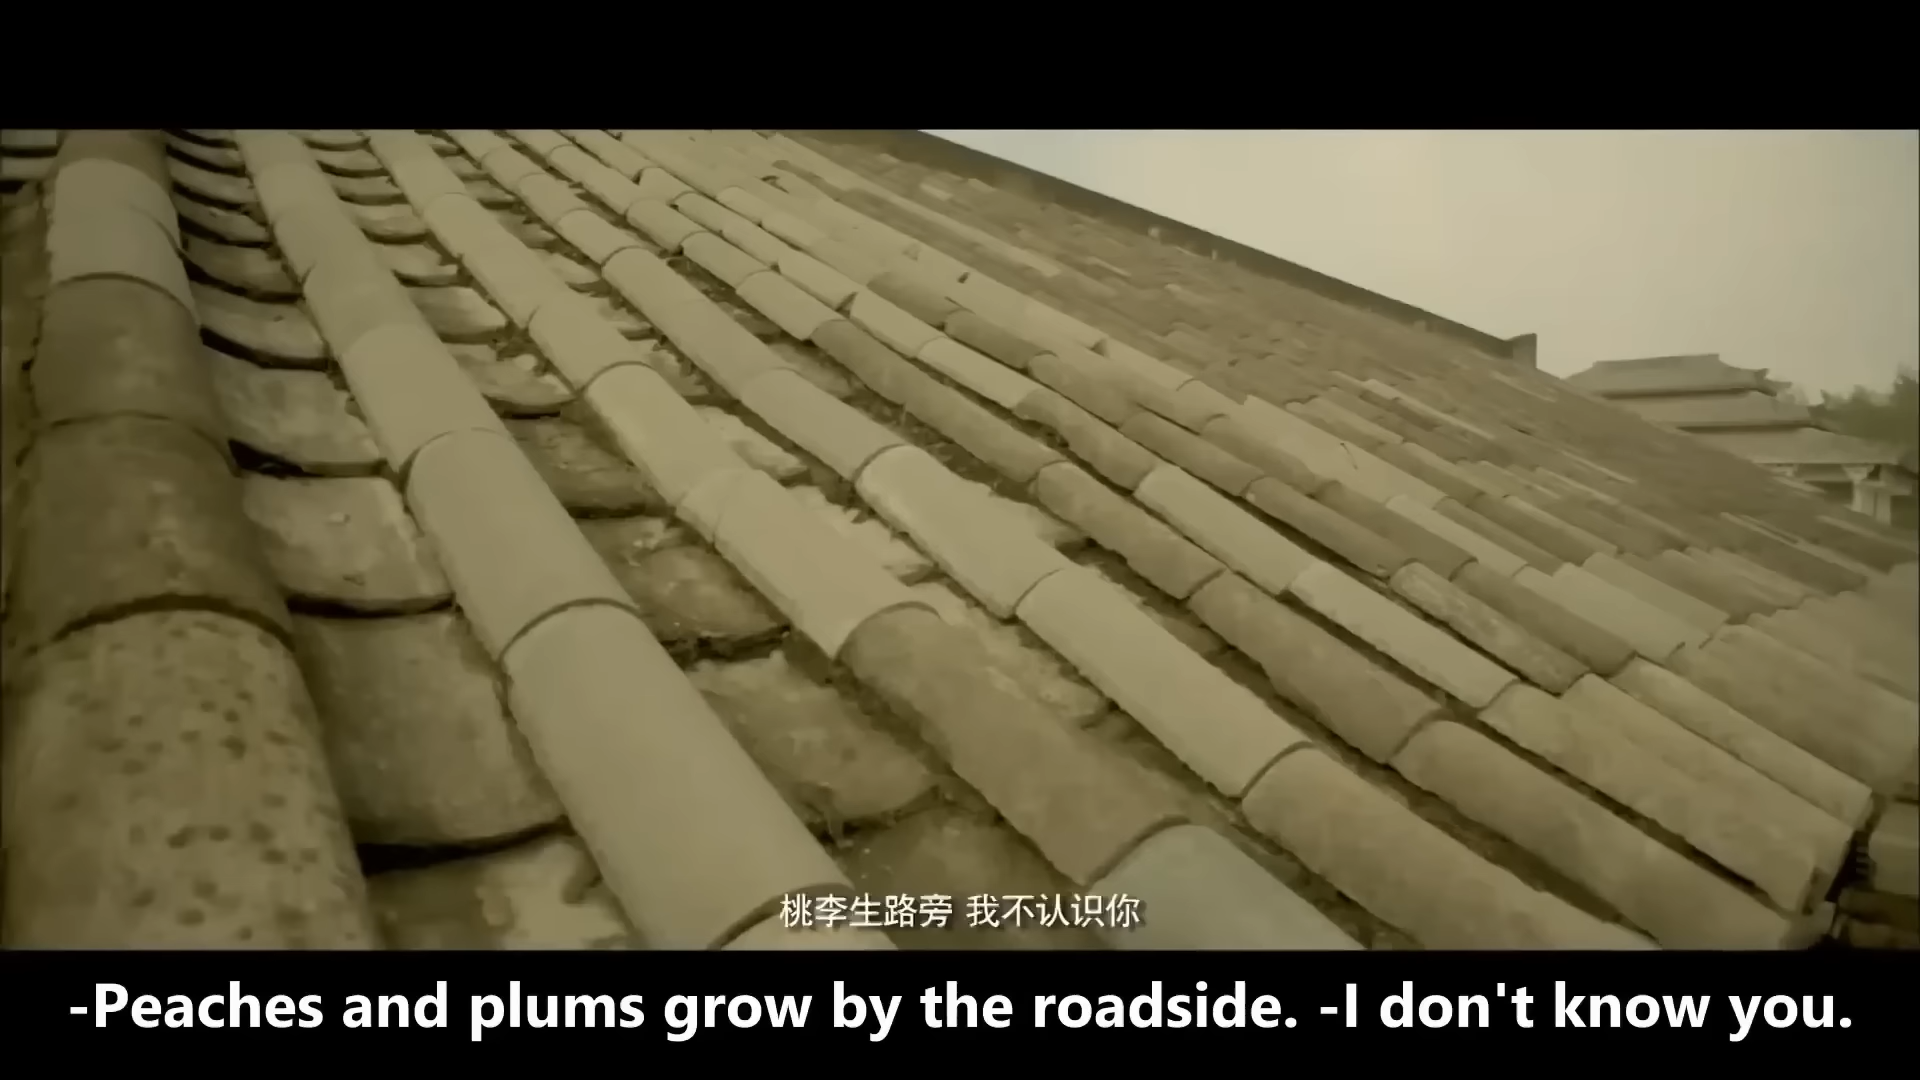 桃李生路旁 我不认识你
-Peaches and plums grow by the roadside. -I don't know you.